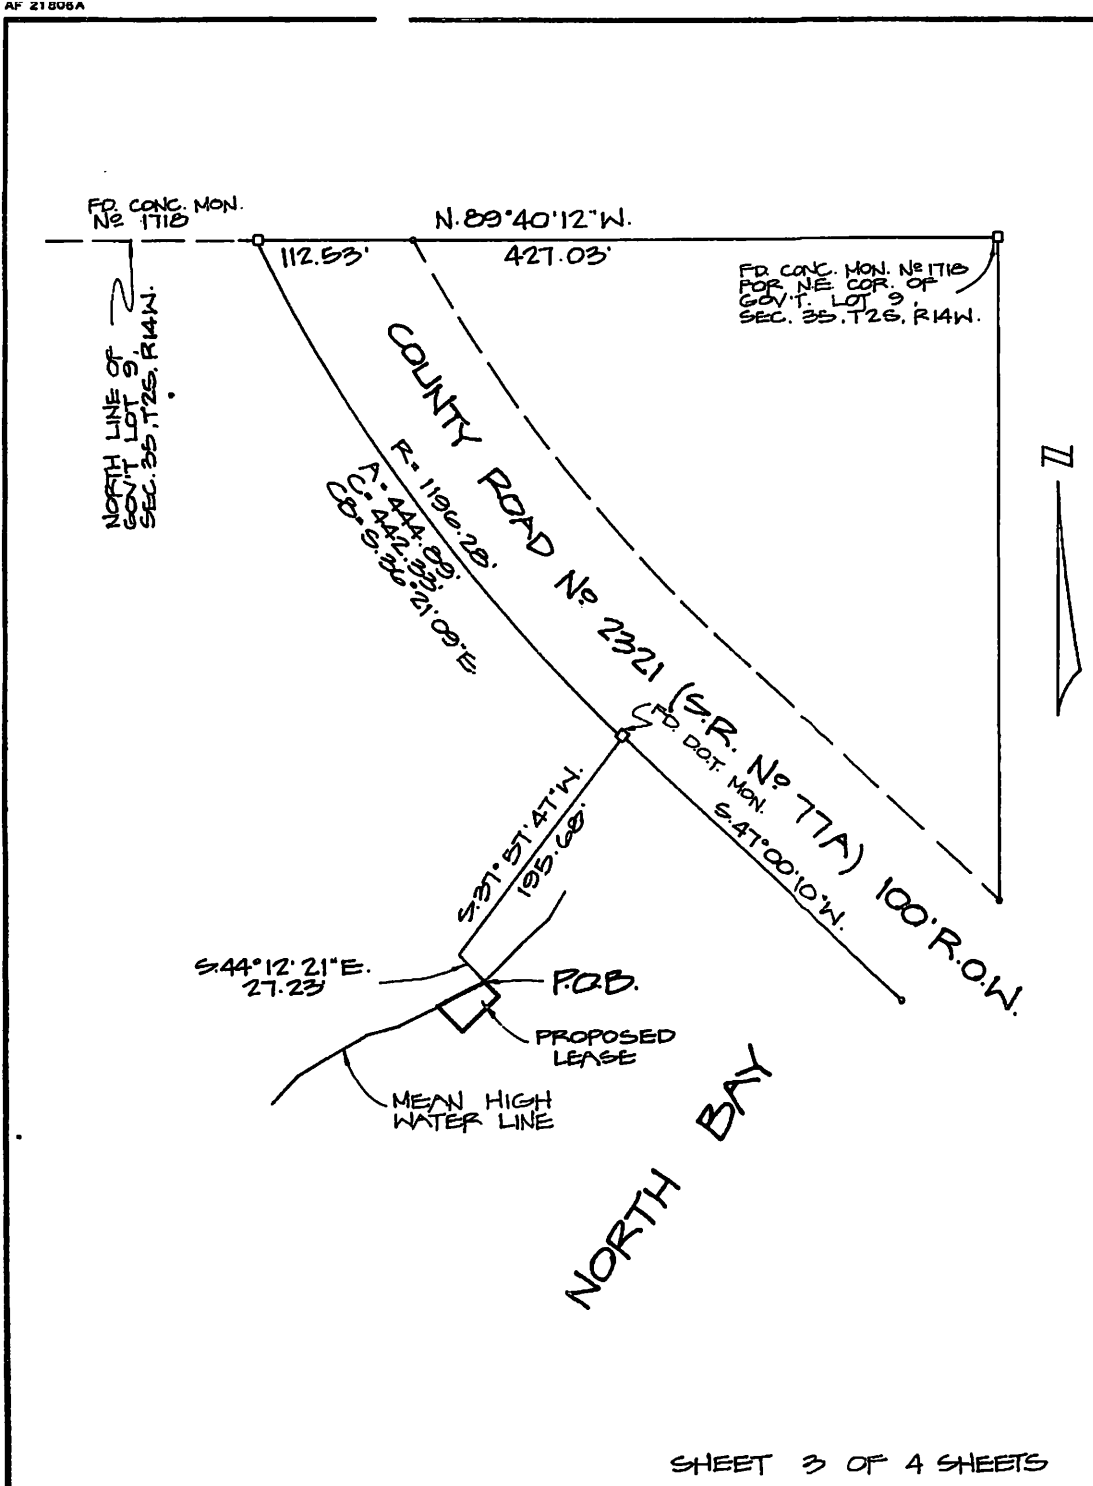 AF 21806A
FD. CONC. MON.
Nº 1718
N. 89°40'12"W.
112.53'
427.03'
FD. CONC. MON. Nº 1718
FOR N.E. COR. OF
GOV'T. LOT 9,
SEC. 35, T2S, R14W.
NORTH LINE OF
GOV'T LOT 9,
SEC. 35, T2S, R14W.
N
COUNTY ROAD Nº 2321 (S.R. Nº 77A) 100' R.O.W.
R= 1196.28'
A= 444.89'
C= 442.33'
CB= S.36°21'09"E.
FD. D.O.T. MON.
S.47°00'10"W.
S.37°57'47"W.
195.68'
S.44°12'21"E.
27.23'
P.O.B.
PROPOSED
LEASE
MEAN HIGH
WATER LINE
NORTH BAY
SHEET 3 OF 4 SHEETS